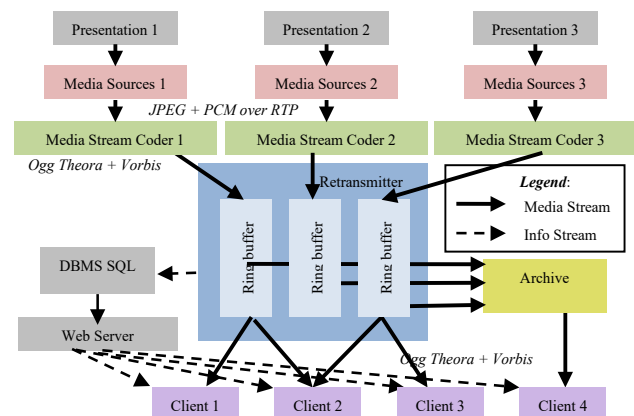 Presentation 1
Presentation 2
Presentation 3
Media Sources 1
Media Sources 2
Media Sources 3
JPEG + PCM over RTP
Media Stream Coder 1
Media Stream Coder 2
Media Stream Coder 3
Ogg Theora + Vorbis
Retransmitter
Legend:
Media Stream
Info Stream
Ring buffer
Ring buffer
Ring buffer
DBMS SQL
Archive
Web Server
Ogg Theora + Vorbis
Client 1
Client 2
Client 3
Client 4